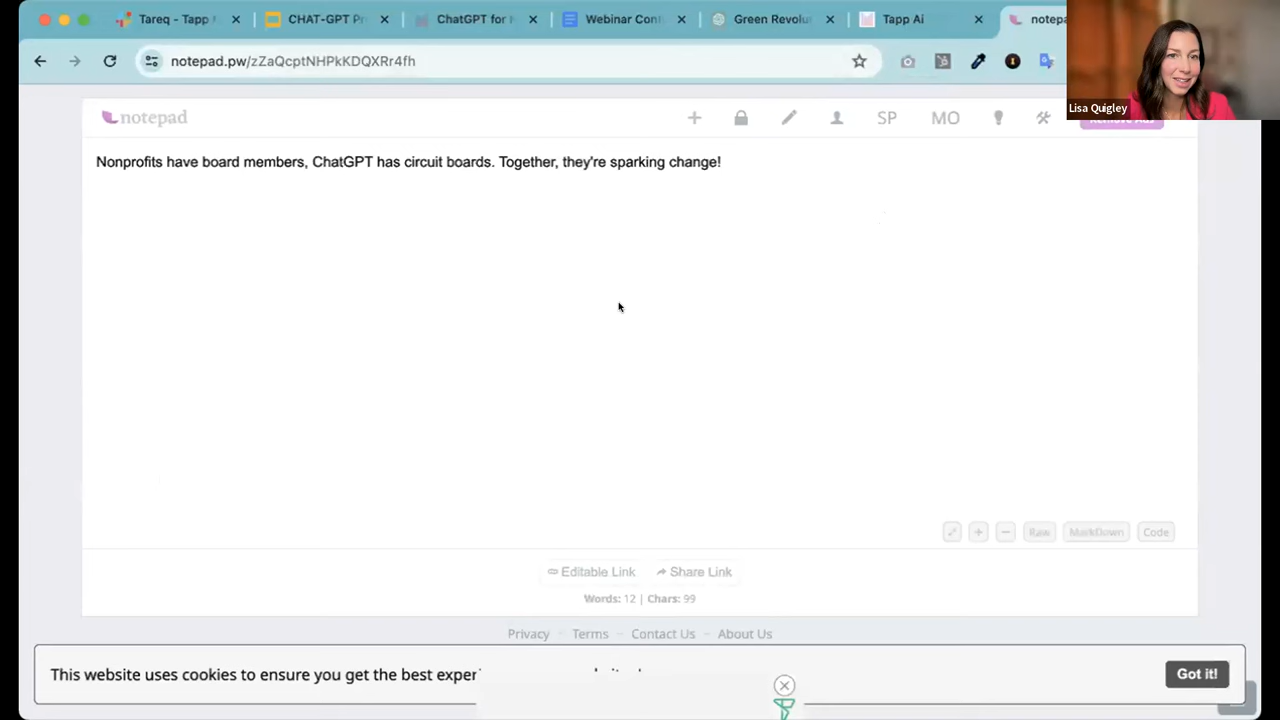 Tareq - Tapp
CHAT-GPT Pr
ChatGPT for
Webinar Con
Green Revolu
Tapp Ai
notep
notepad.pw/zZaQcptNHPkKDQXRr4fh
Lisa Quigley
notepad
SP
MO
Remove Ads
Nonprofits have board members, ChatGPT has circuit boards. Together, they're sparking change!
Raw
MarkDown
Code
Editable Link
Share Link
Words: 12 | Chars: 99
Privacy – Terms – Contact Us – About Us
This website uses cookies to ensure you get the best exper
Got it!